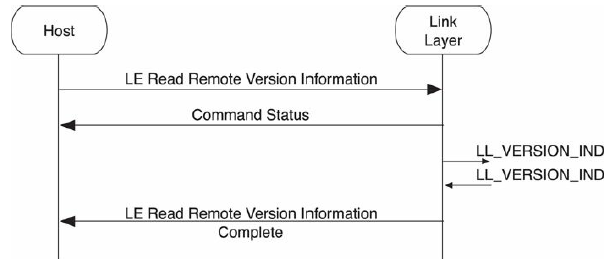 Host
Link
Layer
LE Read Remote Version Information
Command Status
LL_VERSION_IND
LL_VERSION_IND
LE Read Remote Version Information
Complete